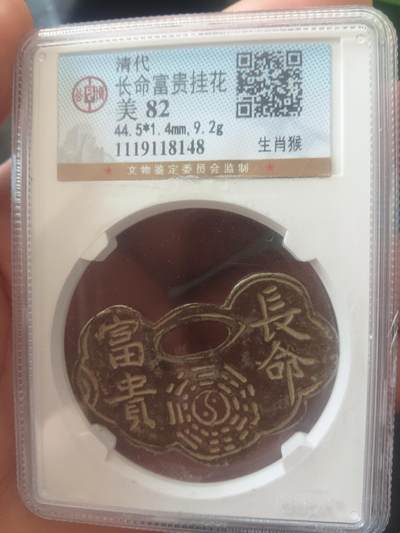 清代
长命富贵挂花
美 82
44.5*1.4mm,9.2g
1119118148
生肖猴
文物鉴定委员会监制
長命
富貴